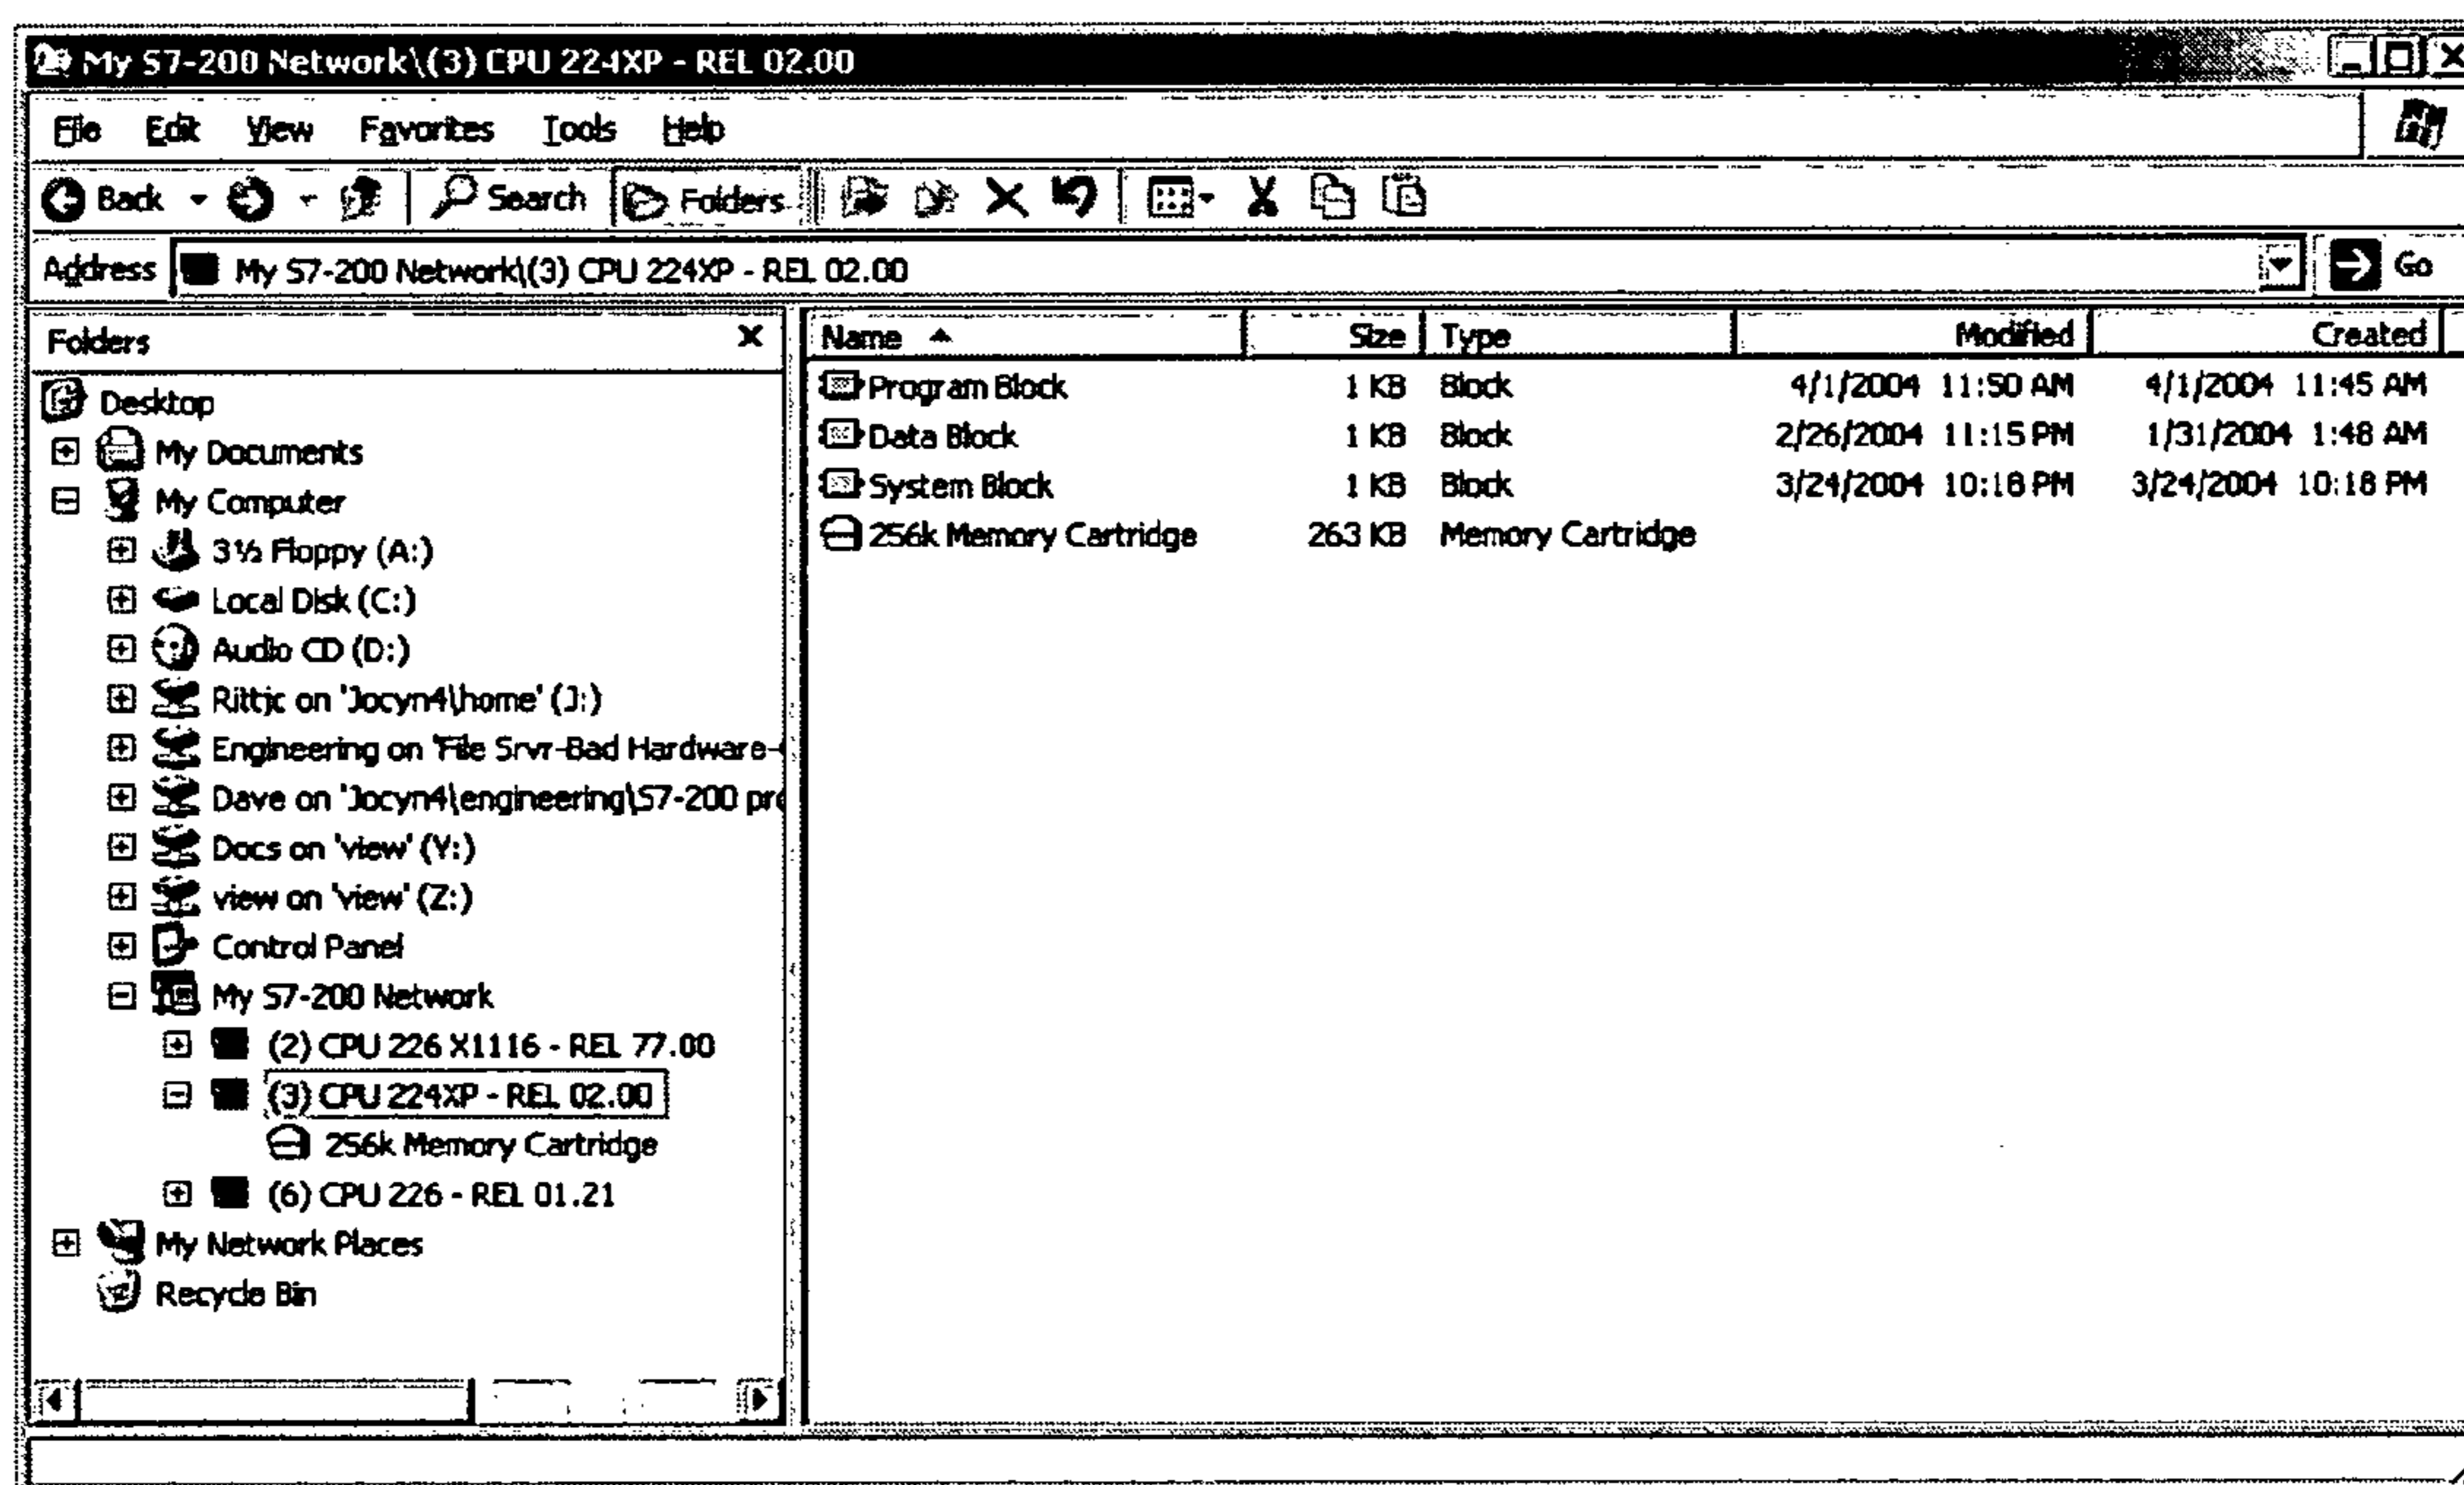 My S7-200 Network\(3) CPU 224XP - REL 02.00
File Edit View Favorites Tools Help
Back Search Folders
Address My S7-200 Network\(3) CPU 224XP - REL 02.00 Go
Folders
Name Size Type Modified Created
Program Block 1 KB Block 4/1/2004 11:50 AM 4/1/2004 11:45 AM
Data Block 1 KB Block 2/26/2004 11:15 PM 1/31/2004 1:48 AM
System Block 1 KB Block 3/24/2004 10:18 PM 3/24/2004 10:18 PM
256k Memory Cartridge 263 KB Memory Cartridge
Desktop
My Documents
My Computer
3½ Floppy (A:)
Local Disk (C:)
Audio CD (D:)
Rittjc on 'Jocyn4\home' (J:)
Engineering on 'File Srvr-Bad Hardware-
Dave on 'Jocyn4\engineering\S7-200 pro
Docs on 'view' (Y:)
view on 'view' (Z:)
Control Panel
My S7-200 Network
(2) CPU 226 X1116 - REL 77.00
(3) CPU 224XP - REL 02.00
256k Memory Cartridge
(6) CPU 226 - REL 01.21
My Network Places
Recycle Bin